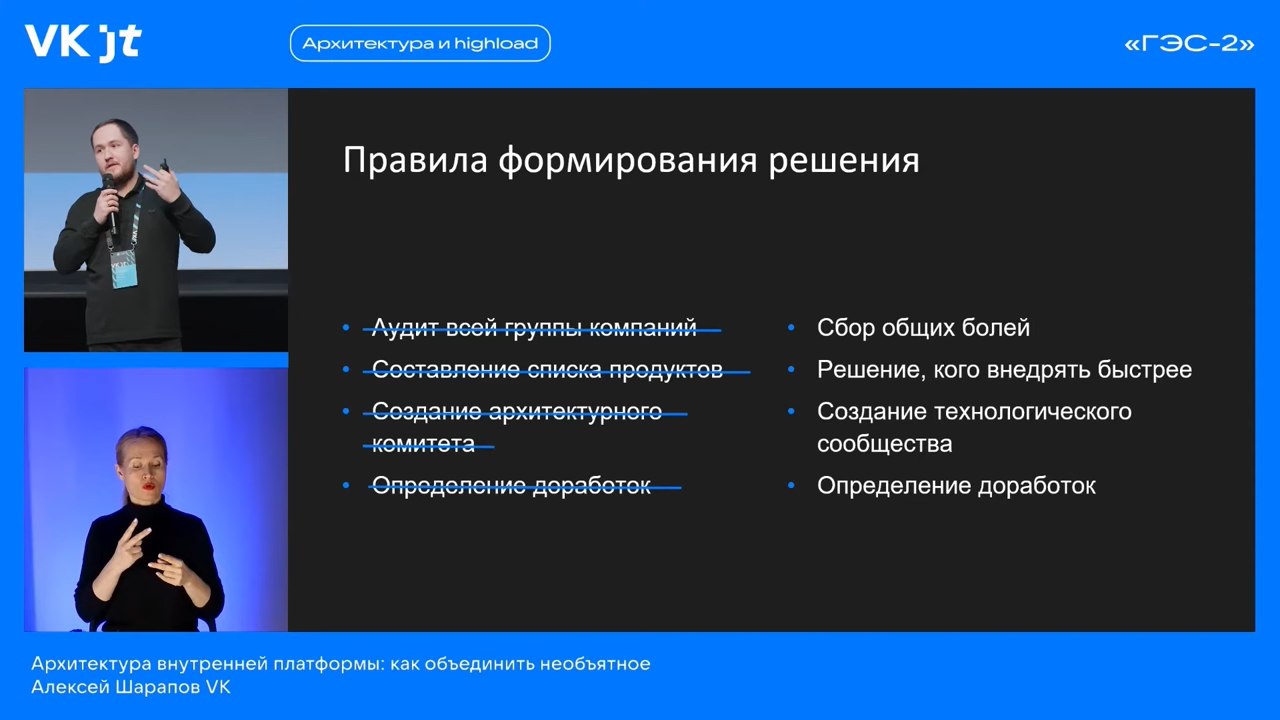 VK jt
Архитектура и highload
«ГЭС-2»
Правила формирования решения
Аудит всей группы компаний
Составление списка продуктов
Создание архитектурного
комитета
Определение доработок
Сбор общих болей
Решение, кого внедрять быстрее
Создание технологического
сообщества
Определение доработок
Архитектура внутренней платформы: как объединить необъятное
Алексей Шарапов VK